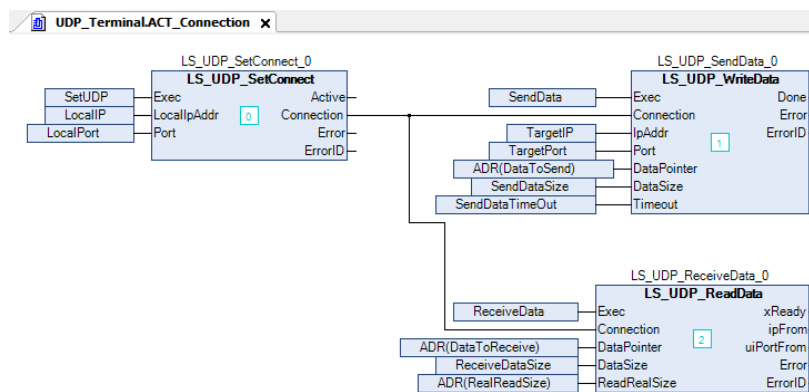 UDP_Terminal.ACT_Connection
LS_UDP_SetConnect_0
LS_UDP_SetConnect
SetUDP
Exec
Active
LocalIP
LocalIpAddr
0
Connection
LocalPort
Port
Error
ErrorID
LS_UDP_SendData_0
LS_UDP_WriteData
SendData
Exec
Done
Connection
Error
TargetIP
IpAddr
ErrorID
TargetPort
Port
1
ADR(DataToSend)
DataPointer
SendDataSize
DataSize
SendDataTimeOut
Timeout
LS_UDP_ReceiveData_0
LS_UDP_ReadData
ReceiveData
Exec
xReady
Connection
ipFrom
ADR(DataToReceive)
DataPointer
2
uiPortFrom
ReceiveDataSize
DataSize
Error
ADR(RealReadSize)
ReadRealSize
ErrorID